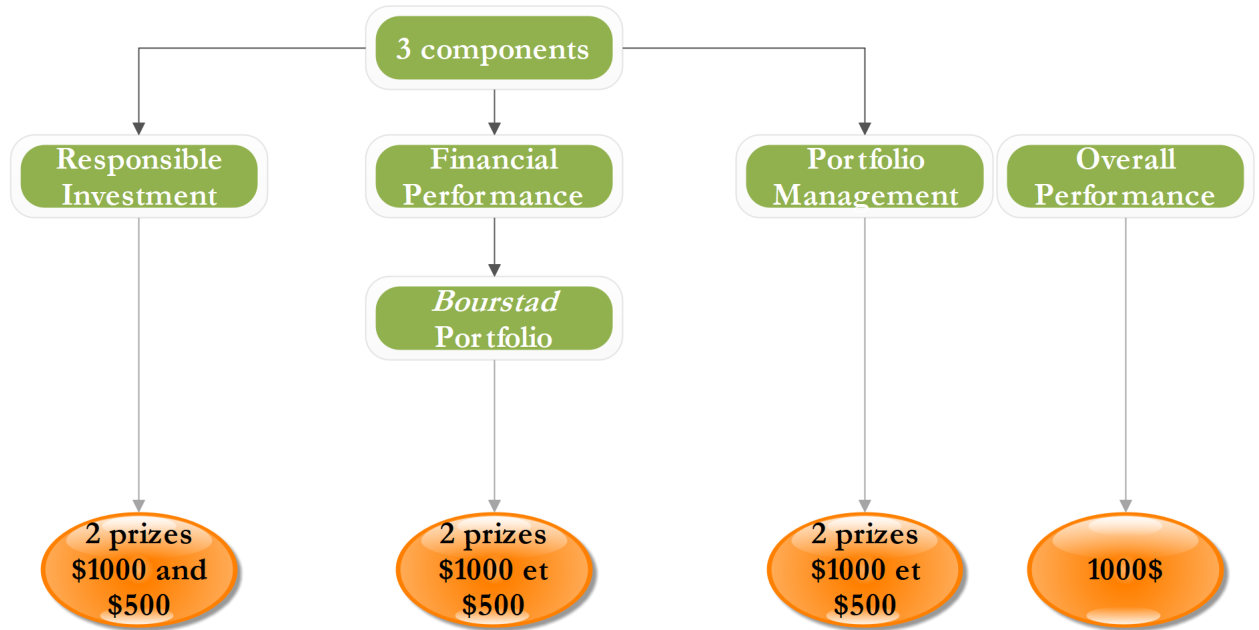 3 components
Responsible
Investment
Financial
Performance
Portfolio
Management
Overall
Performance
Bourstad
Portfolio
2 prizes
$1000 and
$500
2 prizes
$1000 et
$500
2 prizes
$1000 et
$500
1000$